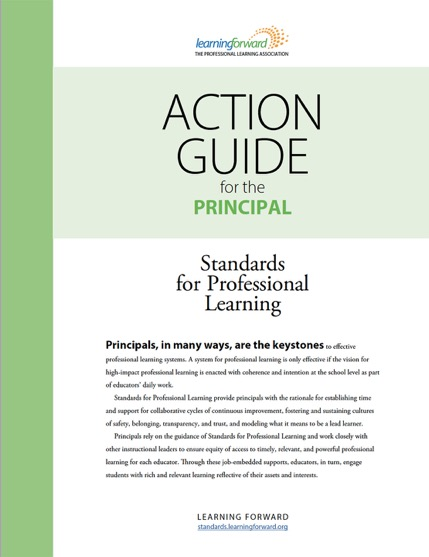 learningforward
THE PROFESSIONAL LEARNING ASSOCIATION
ACTION
GUIDE
for the
PRINCIPAL
Standards
for Professional
Learning
Principals, in many ways, are the keystones to effective
professional learning systems. A system for professional learning is only effective if the vision for
high-impact professional learning is enacted with coherence and intention at the school level as part
of educators’ daily work.
Standards for Professional Learning provide principals with the rationale for establishing time
and support for collaborative cycles of continuous improvement, fostering and sustaining cultures
of safety, belonging, transparency, and trust, and modeling what it means to be a lead learner.
Principals rely on the guidance of Standards for Professional Learning and work closely with
other instructional leaders to ensure equity of access to timely, relevant, and powerful professional
learning for each educator. Through these job-embedded supports, educators, in turn, engage
students with rich and relevant learning reflective of their assets and interests.
LEARNING FORWARD
standards.learningforward.org